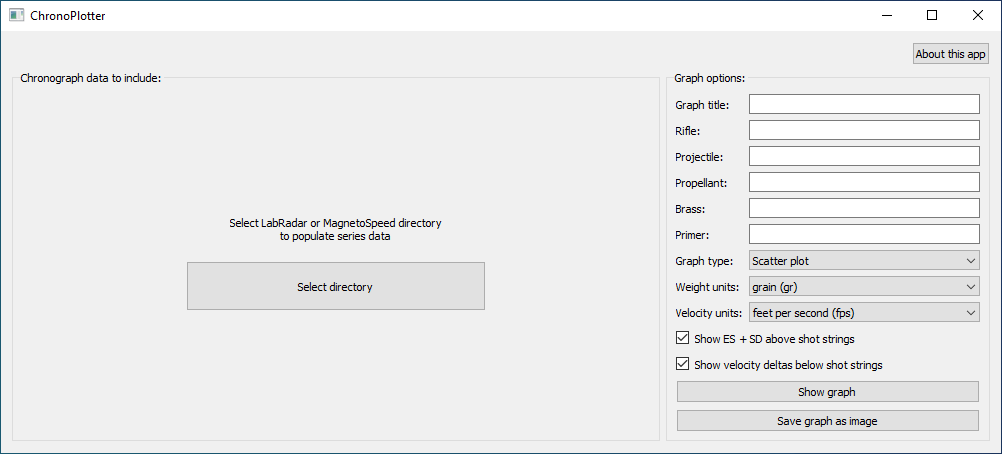 ChronoPlotter
About this app
Chronograph data to include:
Select LabRadar or MagnetoSpeed directory
to populate series data
Select directory
Graph options:
Graph title:
Rifle:
Projectile:
Propellant:
Brass:
Primer:
Graph type: Scatter plot
Weight units: grain (gr)
Velocity units: feet per second (fps)
Show ES + SD above shot strings
Show velocity deltas below shot strings
Show graph
Save graph as image